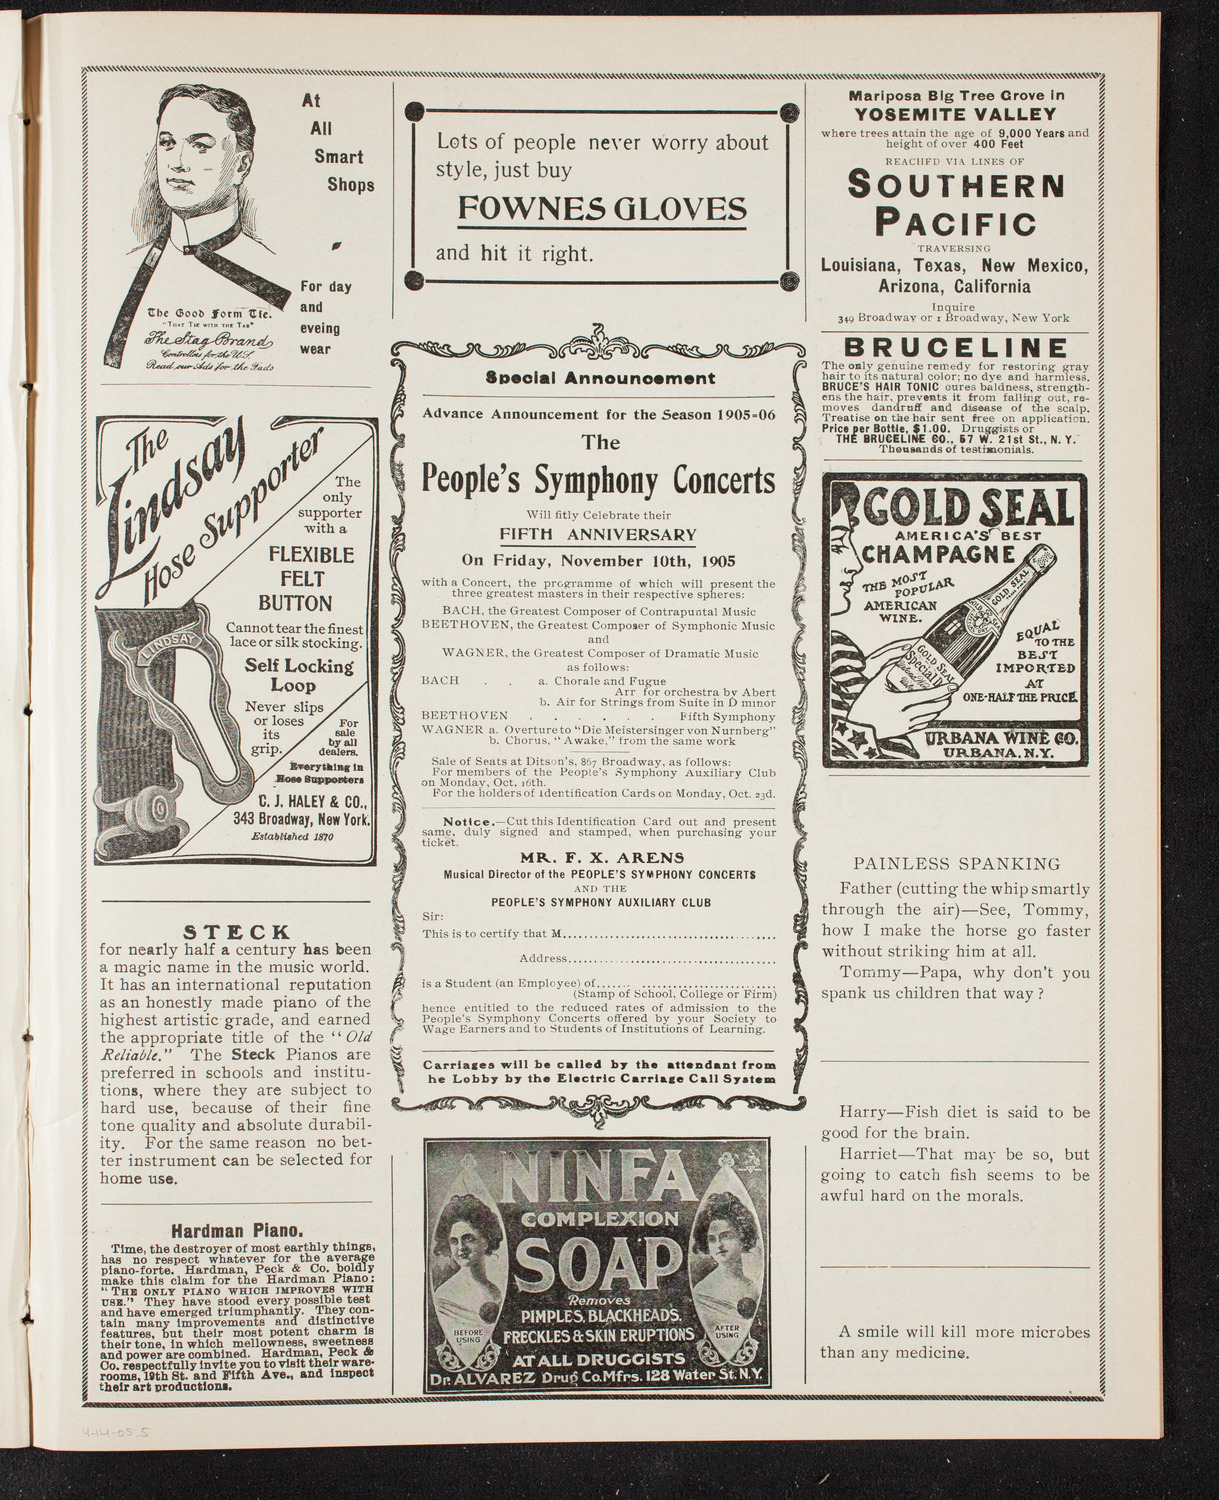 At
All
Smart
Shops
For day
and
eveing
wear
The Good Form Tie.
"THAT TIE WITH THE TAB"
The Stag Brand
Controllers for the U.S.
Read our Ads for the Fads
The
Lindsay
Hose Supporter
The
only
supporter
with a
FLEXIBLE
FELT
BUTTON
Cannot tear the finest
lace or silk stocking.
Self Locking
Loop
Never slips
or loses
its
grip.
For
sale
by all
dealers.
Everything in
Hose Supporters
C. J. HALEY & CO.,
343 Broadway, New York.
Established 1870
LINDSAY
STECK
for nearly half a century has been
a magic name in the music world.
It has an international reputation
as an honestly made piano of the
highest artistic grade, and earned
the appropriate title of the "Old
Reliable." The Steck Pianos are
preferred in schools and institu-
tions, where they are subject to
hard use, because of their fine
tone quality and absolute durabil-
ity. For the same reason no bet-
ter instrument can be selected for
home use.
Hardman Piano.
Time, the destroyer of most earthly things,
has no respect whatever for the average
piano-forte. Hardman, Peck & Co. boldly
make this claim for the Hardman Piano:
"THE ONLY PIANO WHICH IMPROVES WITH
USE." They have stood every possible test
and have emerged triumphantly. They con-
tain many improvements and distinctive
features, but their most potent charm is
their tone, in which mellowness, sweetness
and power are combined. Hardman, Peck &
Co. respectfully invite you to visit their ware-
rooms, 19th St. and Fifth Ave., and inspect
their art productions.
Lots of people never worry about
style, just buy
FOWNES GLOVES
and hit it right.
Special Announcement
Advance Announcement for the Season 1905-06
The
People's Symphony Concerts
Will fitly Celebrate their
FIFTH ANNIVERSARY
On Friday, November 10th, 1905
with a Concert, the programme of which will present the
three greatest masters in their respective spheres:
BACH, the Greatest Composer of Contrapuntal Music
BEETHOVEN, the Greatest Composer of Symphonic Music
and
WAGNER, the Greatest Composer of Dramatic Music
as follows:
BACH . . a. Chorale and Fugue
Arr for orchestra by Abert
b. Air for Strings from Suite in D minor
BEETHOVEN . . . . . . Fifth Symphony
WAGNER a. Overture to "Die Meistersinger von Nurnberg"
b. Chorus, "Awake," from the same work
Sale of Seats at Ditson's, 867 Broadway, as follows:
For members of the People's Symphony Auxiliary Club
on Monday, Oct. 16th.
For the holders of Identification Cards on Monday, Oct. 23d.
Notice.—Cut this Identification Card out and present
same, duly signed and stamped, when purchasing your
ticket.
MR. F. X. ARENS
Musical Director of the PEOPLE'S SYMPHONY CONCERTS
AND THE
PEOPLE'S SYMPHONY AUXILIARY CLUB
Sir:
This is to certify that M........................................
Address.......................................
is a Student (an Employee) of........ ..............................
(Stamp of School, College or Firm)
hence entitled to the reduced rates of admission to the
People's Symphony Concerts offered by your Society to
Wage Earners and to Students of Institutions of Learning.
Carriages will be called by the attendant from
he Lobby by the Electric Carriage Call System
NINFA
COMPLEXION
SOAP
Removes
PIMPLES, BLACKHEADS.
FRECKLES & SKIN ERUPTIONS
BEFORE
USING
AFTER
USING
AT ALL DRUGGISTS
Dr. ALVAREZ Drug Co. Mfrs. 128 Water St. N.Y.
Mariposa Big Tree Grove in
YOSEMITE VALLEY
where trees attain the age of 9,000 Years and
height of over 400 Feet
REACHED VIA LINES OF
SOUTHERN
PACIFIC
TRAVERSING
Louisiana, Texas, New Mexico,
Arizona, California
Inquire
349 Broadway or 1 Broadway, New York
BRUCELINE
The only genuine remedy for restoring gray
hair to its natural color; no dye and harmless.
BRUCE'S HAIR TONIC cures baldness, strength-
ens the hair, prevents it from falling out, re-
moves dandruff and disease of the scalp.
Treatise on the hair sent free on application.
Price per Bottle, $1.00. Druggists or
THE BRUCELINE CO., 57 W. 21st St., N. Y.
Thousands of testimonials.
GOLD SEAL
AMERICA'S BEST
CHAMPAGNE
THE MOST
POPULAR
AMERICAN
WINE.
GOLD SEAL
GOLD SEAL
Special D
EQUAL
TO THE
BEST
IMPORTED
AT
ONE-HALF THE PRICE
URBANA WINE CO.
URBANA, N.Y.
PAINLESS SPANKING
Father (cutting the whip smartly
through the air)—See, Tommy,
how I make the horse go faster
without striking him at all.
Tommy—Papa, why don't you
spank us children that way?
Harry—Fish diet is said to be
good for the brain.
Harriet—That may be so, but
going to catch fish seems to be
awful hard on the morals.
A smile will kill more microbes
than any medicine.
4-14-05.5